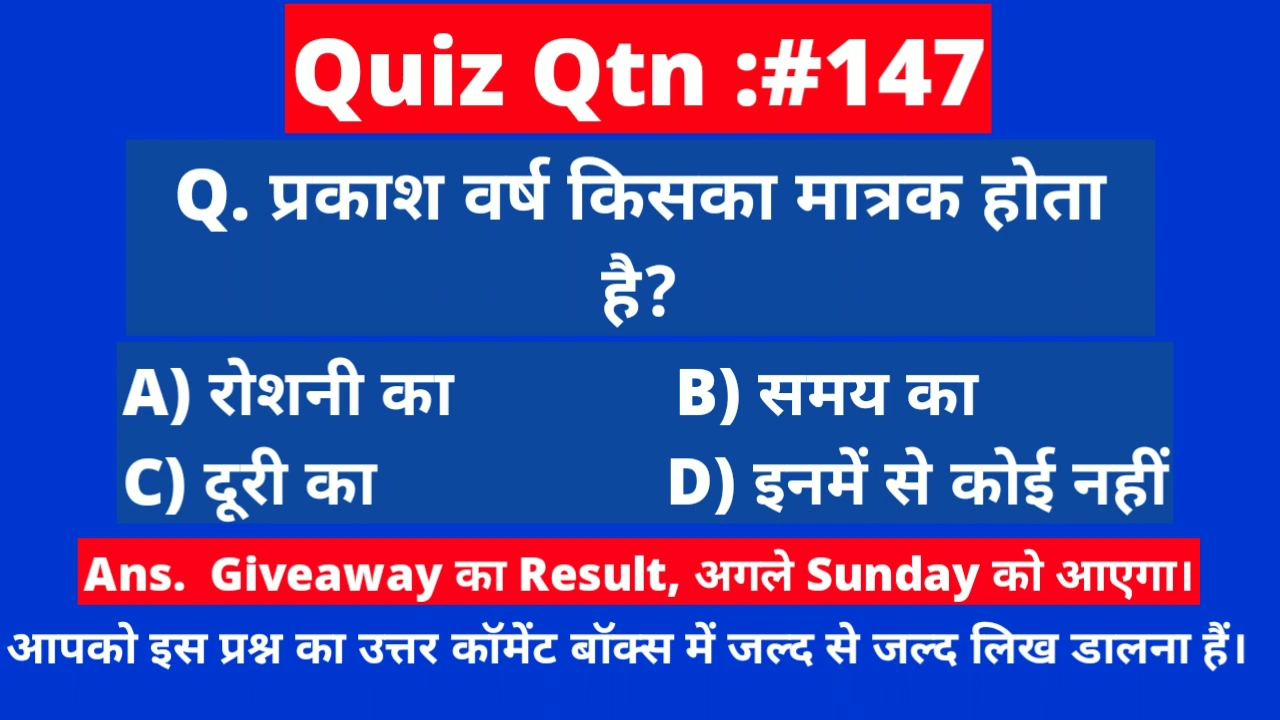 Quiz Qtn :#147
Q. प्रकाश वर्ष किसका मात्रक होता
है?
A) रोशनी का B) समय का
C) दूरी का D) इनमें से कोई नहीं
Ans. Giveaway का Result, अगले Sunday को आएगा।
आपको इस प्रश्न का उत्तर कॉमेंट बॉक्स में जल्द से जल्द लिख डालना हैं।